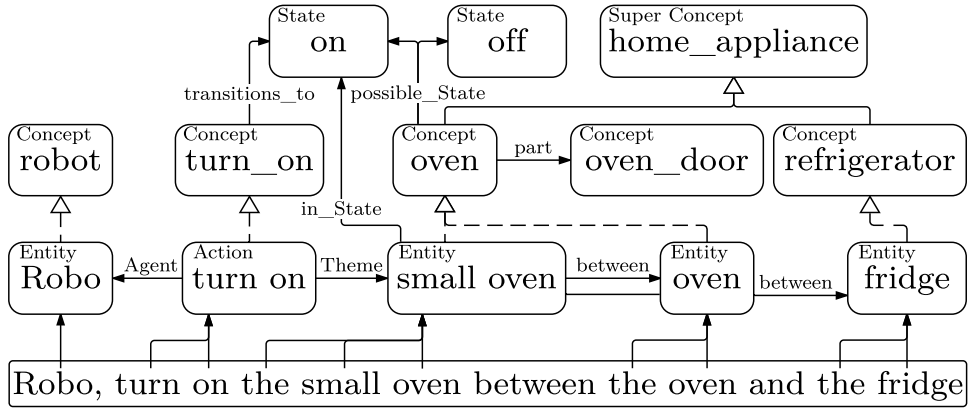 State
on
State
off
Super Concept
home_appliance
transitions_to
possible_State
Concept
robot
Concept
turn_on
Concept
oven
part
Concept
oven_door
Concept
refrigerator
in_State
Entity
Robo
Agent
Action
turn on
Theme
Entity
small oven
between
Entity
oven
between
Entity
fridge
Robo, turn on the small oven between the oven and the fridge